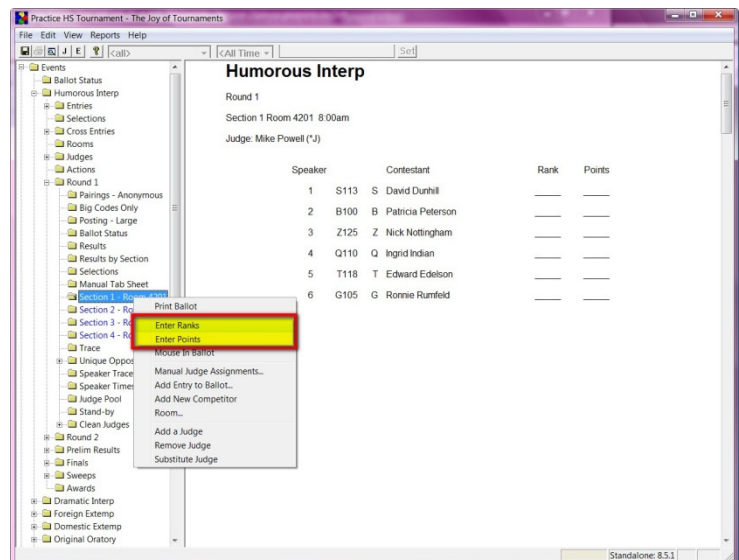 Practice HS Tournament - The Joy of Tournaments
File Edit View Reports Help
J E <all> <All Time Set
Events
Ballot Status
Humorous Interp
Entries
Selections
Cross Entries
Rooms
Judges
Actions
Round 1
Pairings - Anonymous
Big Codes Only
Posting - Large
Ballot Status
Results
Results by Section
Selections
Manual Tab Sheet
Section 1 - Room 4201
Section 2 - Ro
Section 3 - Ro
Section 4 - Ro
Trace
Unique Oppos
Speaker Trace
Speaker Times
Judge Pool
Stand-by
Clean Judges
Round 2
Prelim Results
Finals
Sweeps
Awards
Dramatic Interp
Foreign Extemp
Domestic Extemp
Original Oratory
Print Ballot
Enter Ranks
Enter Points
Mouse In Ballot
Manual Judge Assignments...
Add Entry to Ballot...
Add New Competitor
Room...
Add a Judge
Remove Judge
Substitute Judge
Humorous Interp
Round 1
Section 1 Room 4201 8:00am
Judge: Mike Powell (*J)
Speaker Contestant Rank Points
1 S113 S David Dunhill
2 B100 B Patricia Peterson
3 Z125 Z Nick Nottingham
4 Q110 Q Ingrid Indian
5 T118 T Edward Edelson
6 G105 G Ronnie Rumfeld
Standalone: 8.5.1